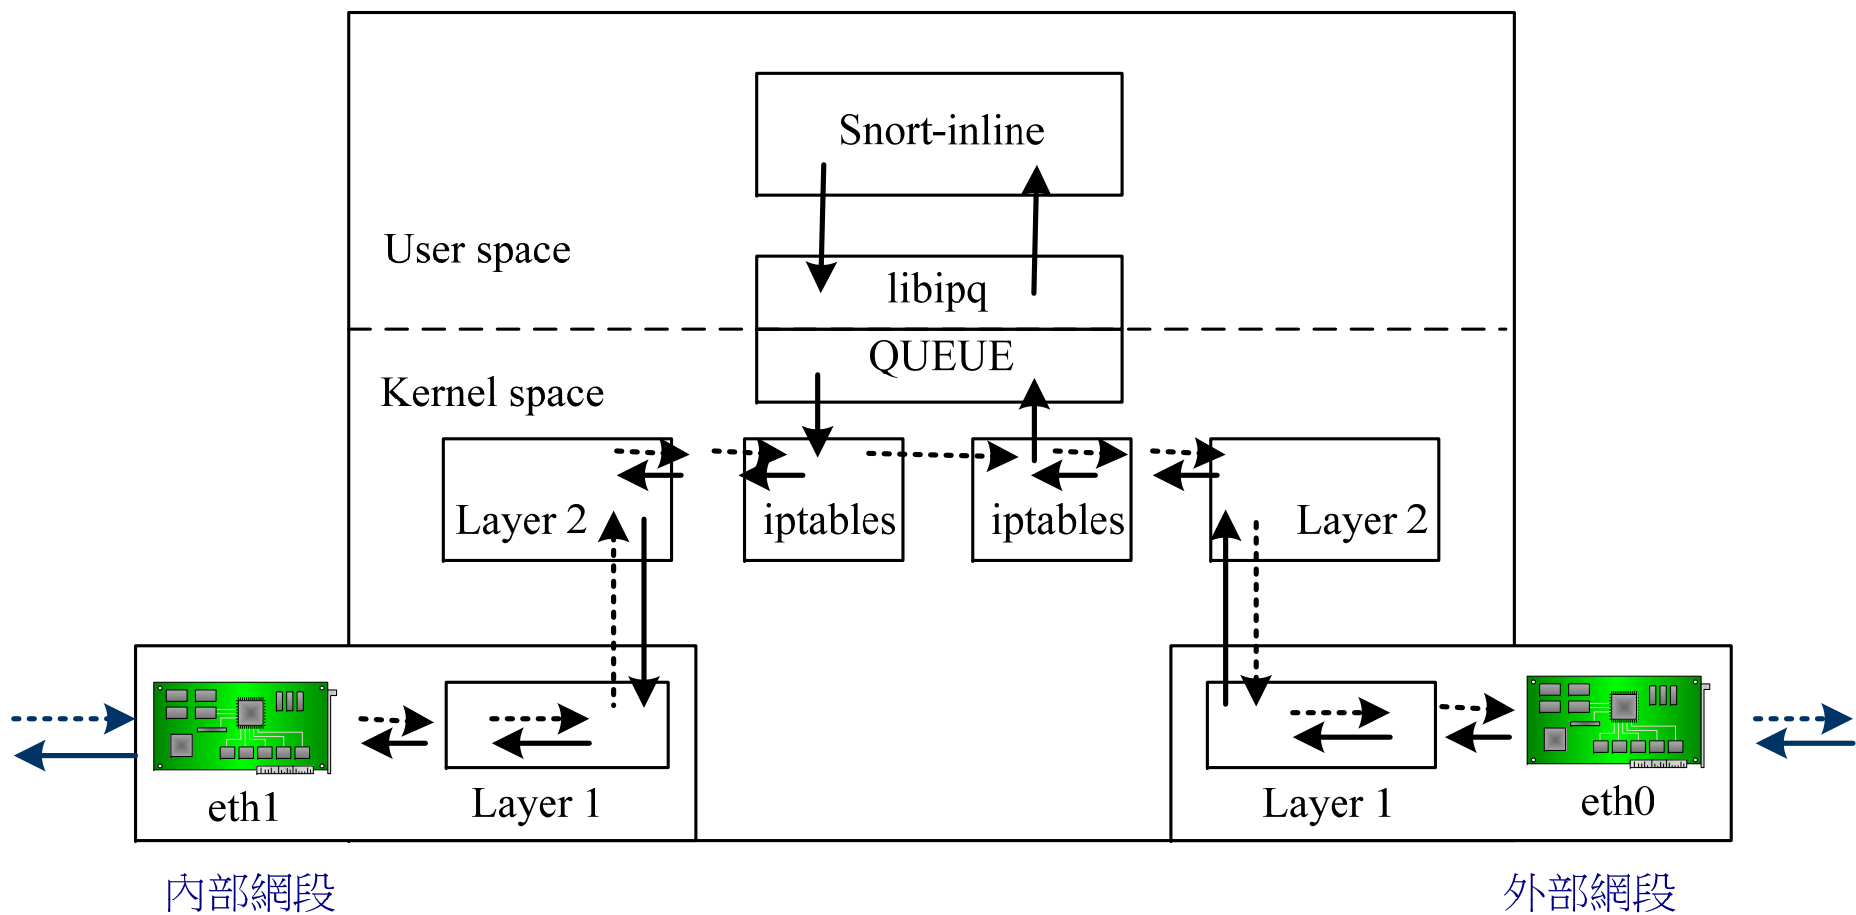 Snort-inline
User space
libipq
QUEUE
Kernel space
Layer 2
iptables
iptables
Layer 2
eth1
Layer 1
Layer 1
eth0
內部網段
外部網段